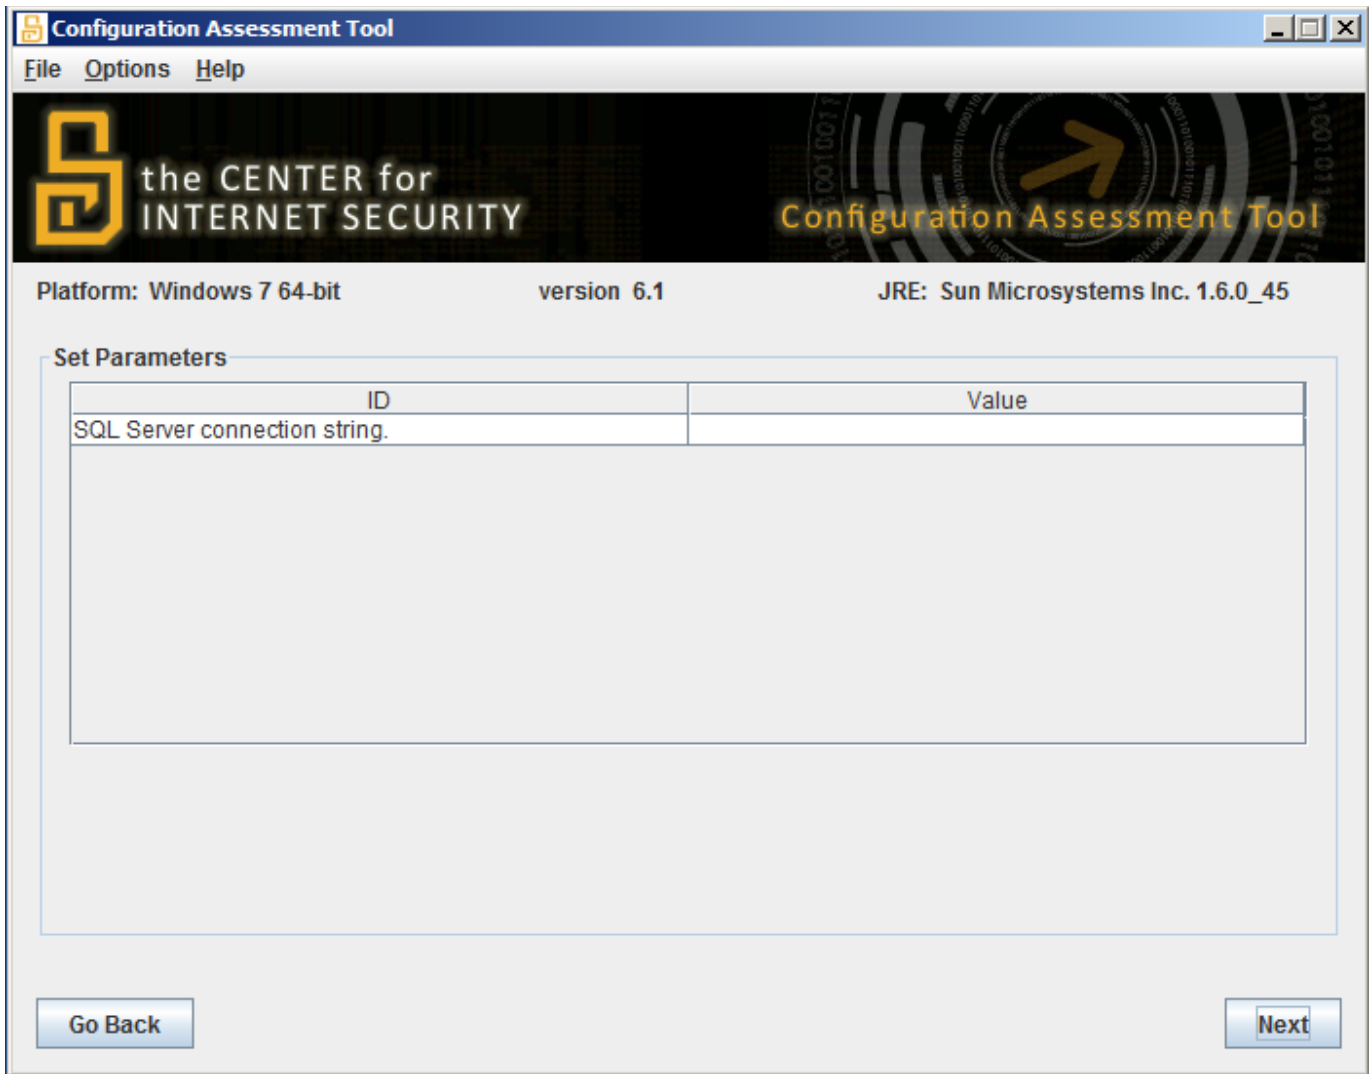 Configuration Assessment Tool
File Options Help
the CENTER for
INTERNET SECURITY
Configuration Assessment Tool
Platform: Windows 7 64-bit version 6.1 JRE: Sun Microsystems Inc. 1.6.0_45
Set Parameters
ID Value
SQL Server connection string.
Go Back Next